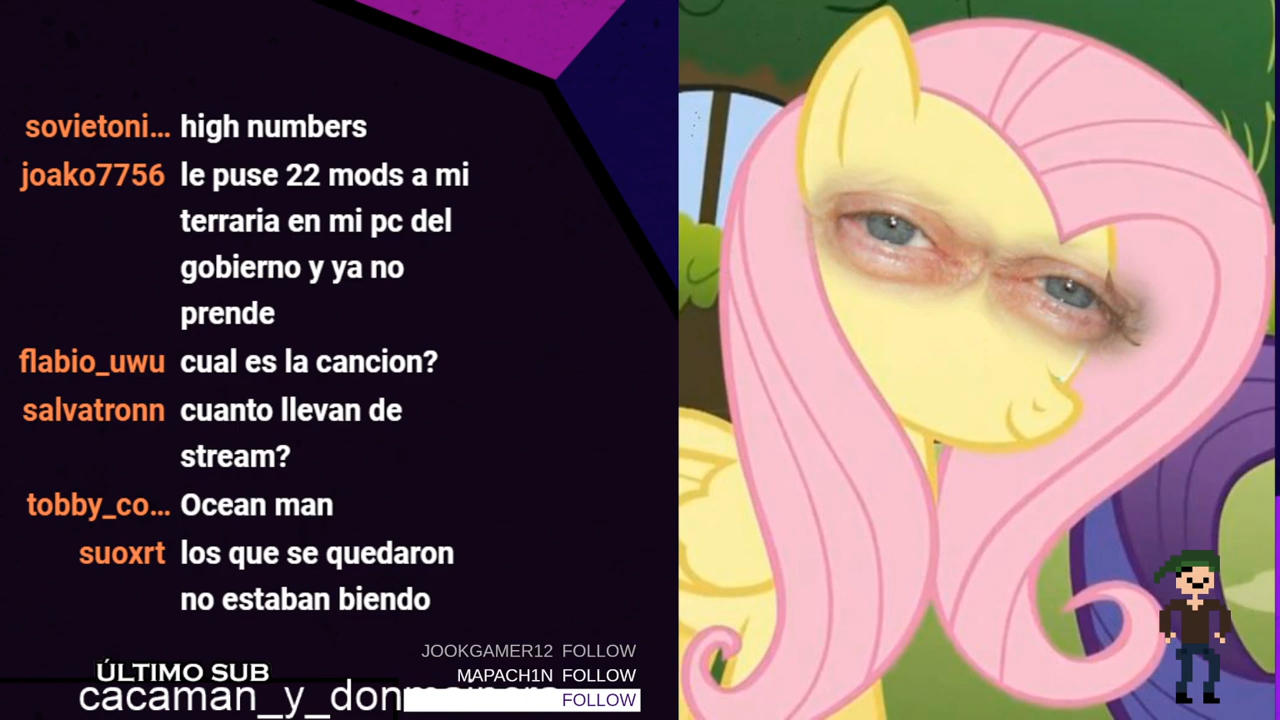 sovietoni… high numbers
joako7756 le puse 22 mods a mi
terraria en mi pc del
gobierno y ya no
prende
flabio_uwu cual es la cancion?
salvatronn cuanto llevan de
stream?
tobby_co… Ocean man
suoxrt los que se quedaron
no estaban biendo
JOOKGAMER12 FOLLOW
ÚLTIMO SUB
MAPACH1N FOLLOW
cacaman_y_don
FOLLOW